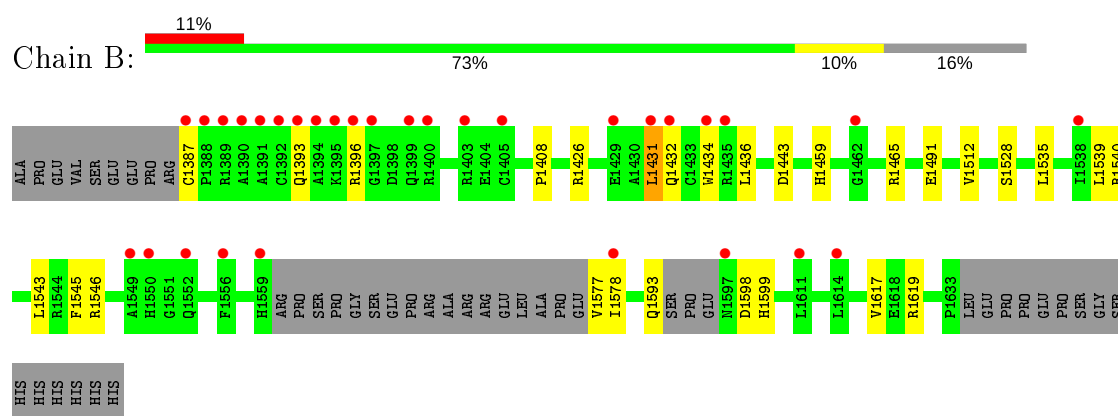 11%
Chain B:
73% 10% 16%
ALA PRO GLU VAL SER GLU GLU PRO ARG C1387 P1388 R1389 A1390 A1391 C1392 Q1393 A1394 K1395 R1396 G1397 D1398 Q1399 R1400 R1403 E1404 C1405 P1408 R1426 E1429 A1430 L1431 Q1432 C1433 W1434 R1435 L1436 D1443 H1459 G1462 R1465 E1491 V1512 S1528 L1535 I1538 L1539 R1540
L1543 R1544 F1545 R1546 A1549 H1550 G1551 Q1552 F1556 H1559 ARG PRO SER PRO GLY SER GLU PRO ARG ALA ARG ARG GLU LEU ALA PRO GLU V1577 I1578 Q1593 SER PRO GLU N1597 D1598 H1599 L1611 L1614 V1617 E1618 R1619 P1633 LEU GLU PRO PRO GLU PRO SER GLY SER
HIS HIS HIS HIS HIS HIS